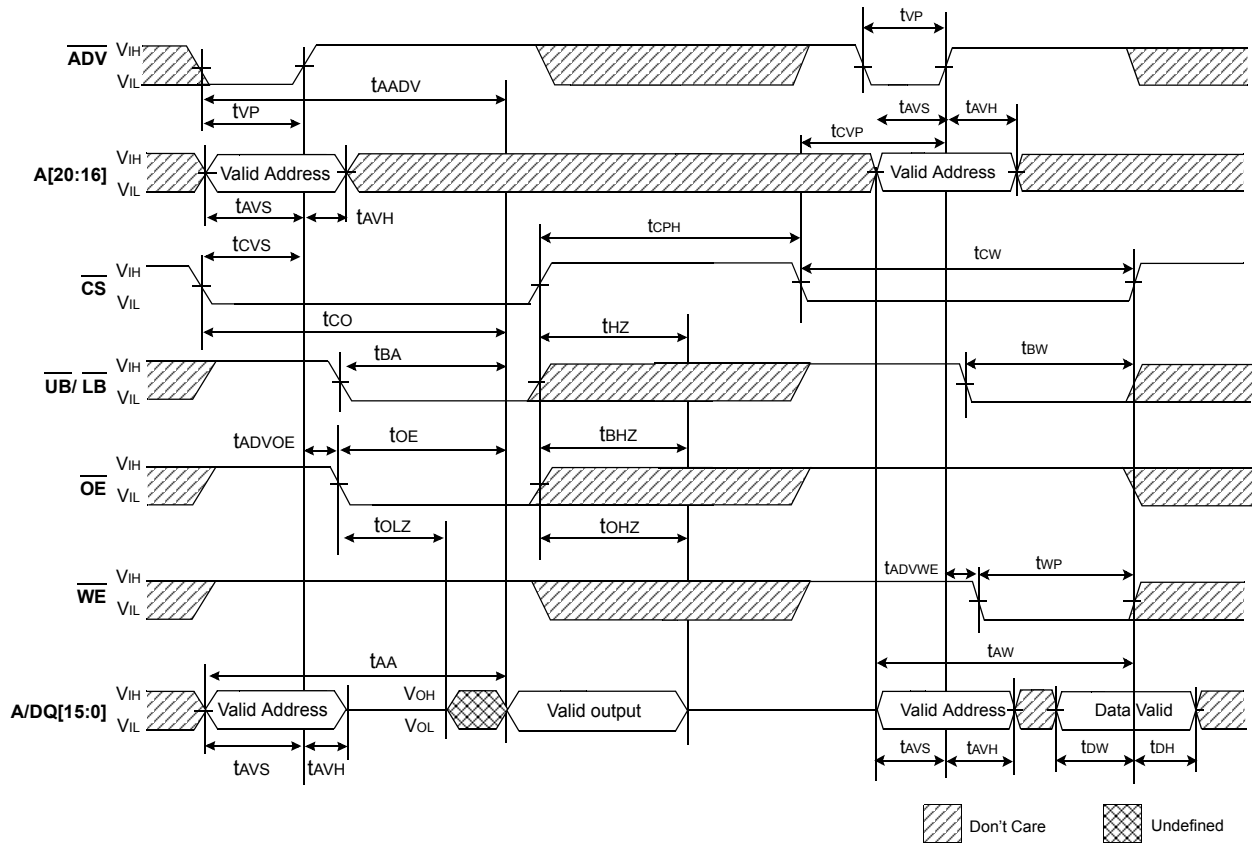 tVP
ADV VIH
VIL
tAADV
tVP
tAVS tAVH
tCVP
A[20:16] VIH
VIL
Valid Address Valid Address
tAVS tAVH
tCPH
tCVS
tCW
CS VIH
VIL
tCO
tHZ
tBA
tBW
UB/ LB VIH
VIL
tADVOE tOE tBHZ
OE VIH
VIL
tOLZ tOHZ
tADVWE tWP
WE VIH
VIL
tAA tAW
A/DQ[15:0] VIH
VIL
Valid Address VOH
VOL
Valid output Valid Address Data Valid
tAVS tAVH tAVS tAVH tDW tDH
Don't Care Undefined